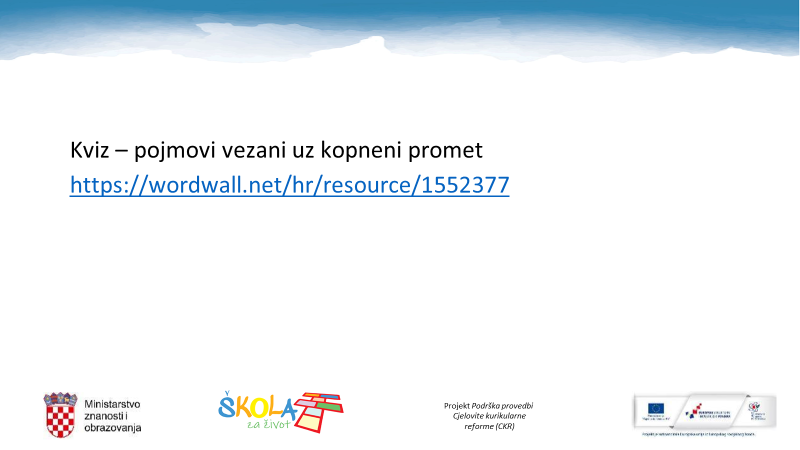 Kviz – pojmovi vezani uz kopneni promet
https://wordwall.net/hr/resource/1552377
Ministarstvo
znanosti i
obrazovanja
ŠKOLA
za život
Projekt Podrška provedbi
Cjelovite kurikularne
reforme (CKR)